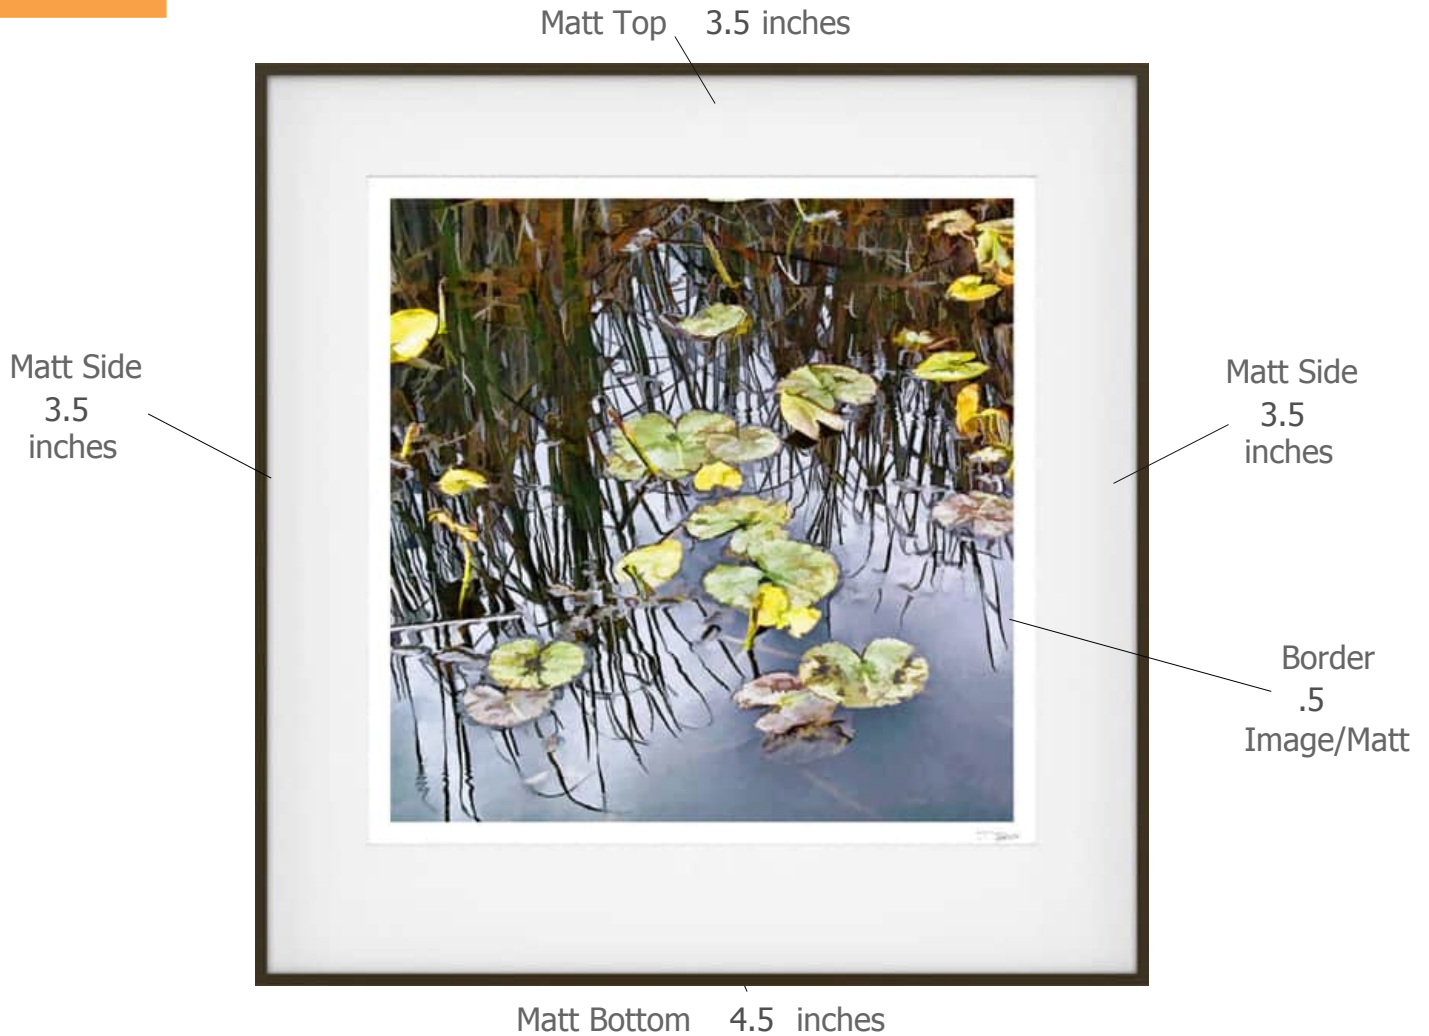 Matt Top 3.5 inches
Matt Side
3.5
inches
Matt Side
3.5
inches
Border
.5
Image/Matt
Matt Bottom 4.5 inches